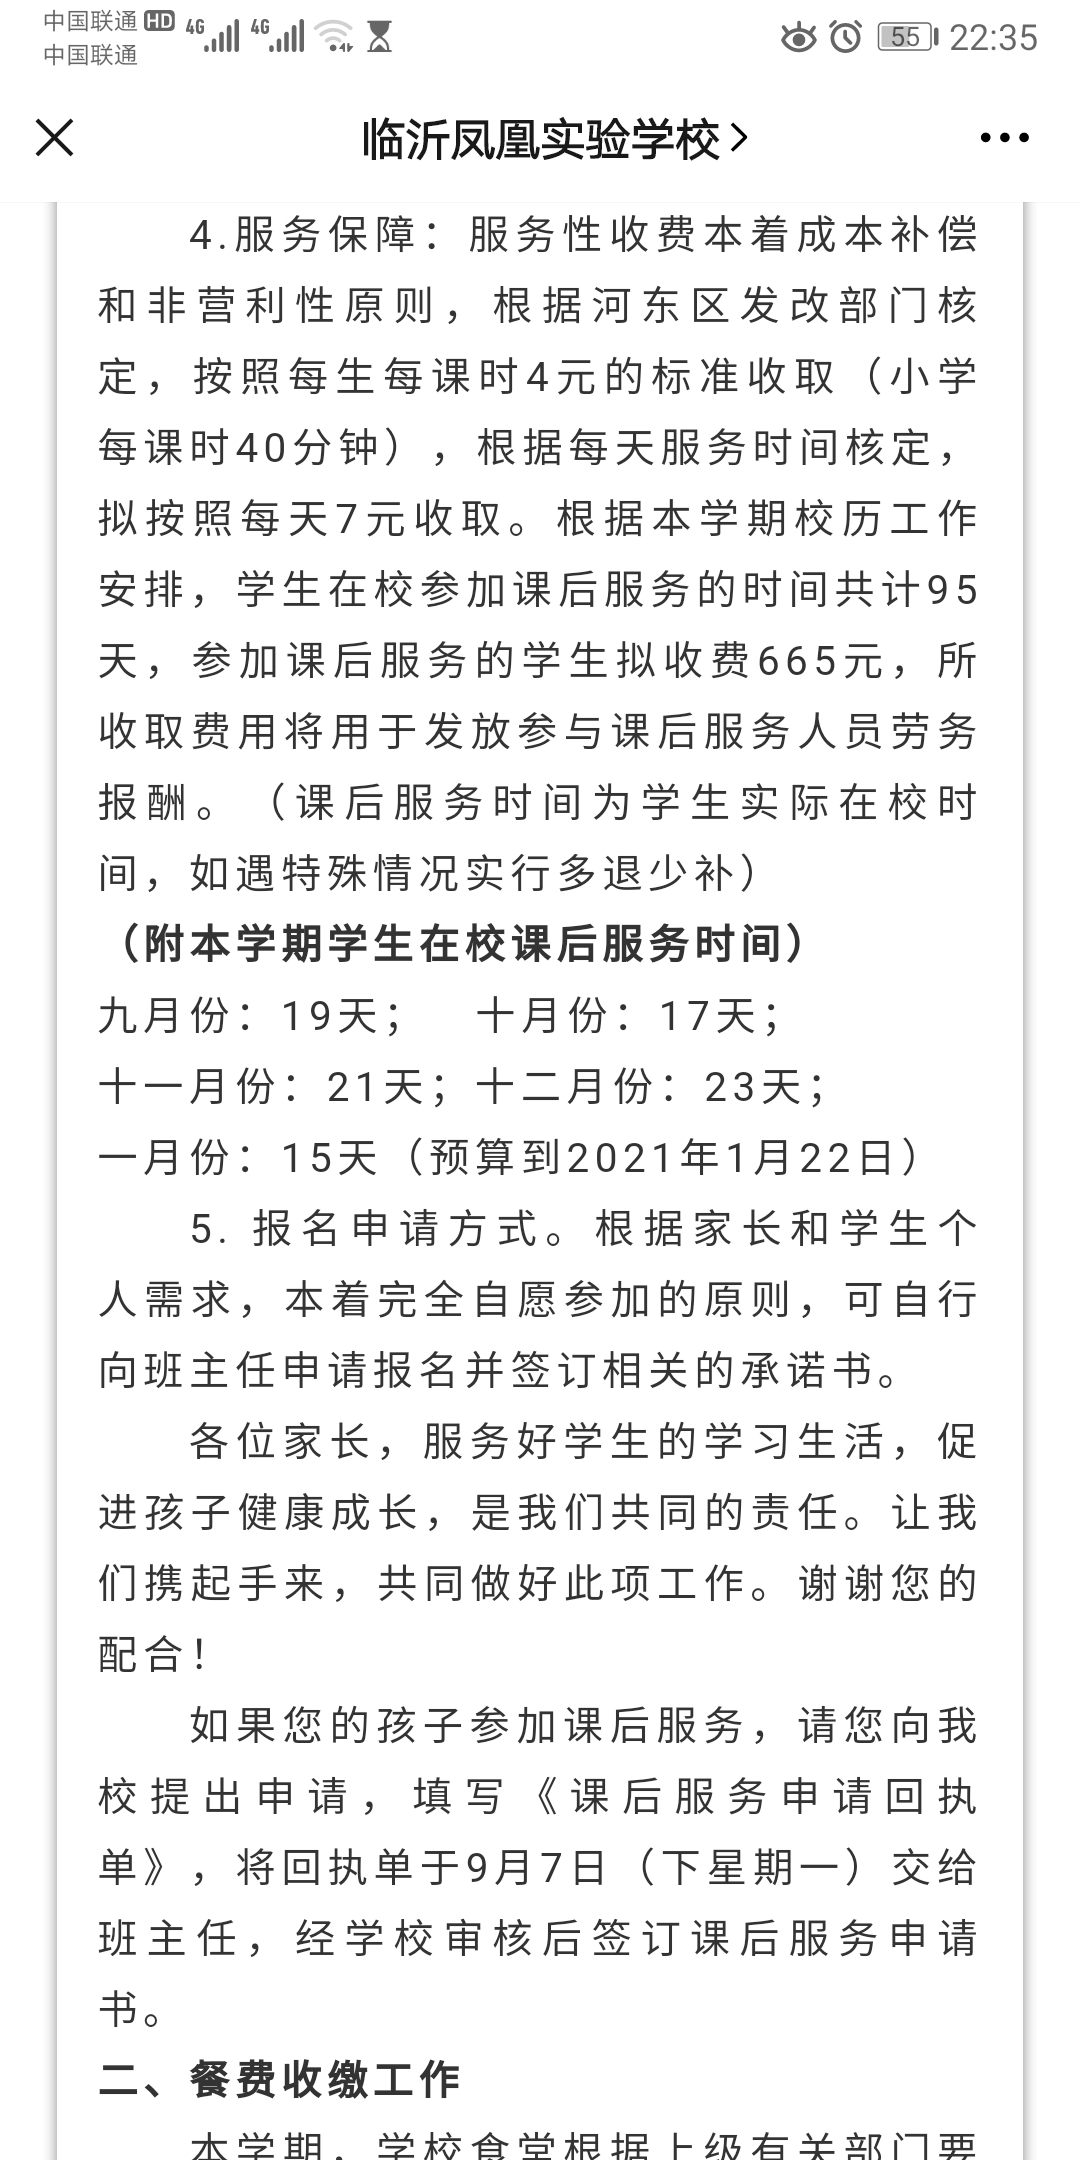 中国联通 HD 4G 4G 55 22:35
中国联通
临沂凤凰实验学校
4.服务保障：服务性收费本着成本补偿
和非营利性原则，根据河东区发改部门核
定，按照每生每课时4元的标准收取（小学
每课时40分钟），根据每天服务时间核定，
拟按照每天7元收取。根据本学期校历工作
安排，学生在校参加课后服务的时间共计95
天，参加课后服务的学生拟收费665元，所
收取费用将用于发放参与课后服务人员劳务
报酬。（课后服务时间为学生实际在校时
间，如遇特殊情况实行多退少补）
（附本学期学生在校课后服务时间）
九月份：19天； 十月份：17天；
十一月份：21天；十二月份：23天；
一月份：15天（预算到2021年1月22日）
5. 报名申请方式。根据家长和学生个
人需求，本着完全自愿参加的原则，可自行
向班主任申请报名并签订相关的承诺书。
各位家长，服务好学生的学习生活，促
进孩子健康成长，是我们共同的责任。让我
们携起手来，共同做好此项工作。谢谢您的
配合！
如果您的孩子参加课后服务，请您向我
校提出申请，填写《课后服务申请回执
单》，将回执单于9月7日（下星期一）交给
班主任，经学校审核后签订课后服务申请
书。
二、餐费收缴工作
本学期，学校食堂根据上级有关部门要